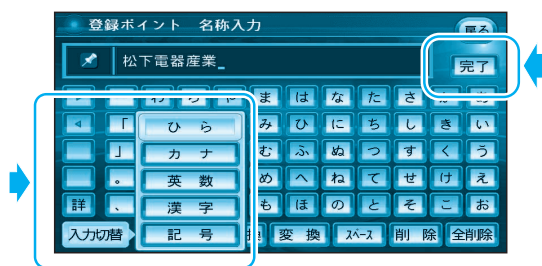 登録ポイント 名称入力
戻る
松下電器産業_
完了
ま は な た さ
「 み ひ に ち し き い
」 む ふ ぬ つ す く う
。 め へ ね て せ け え
詳 、 も ほ の と そ こ お
ひら
カナ
英数
漢字
記号
入力切替 変換 スペース 削除 全削除